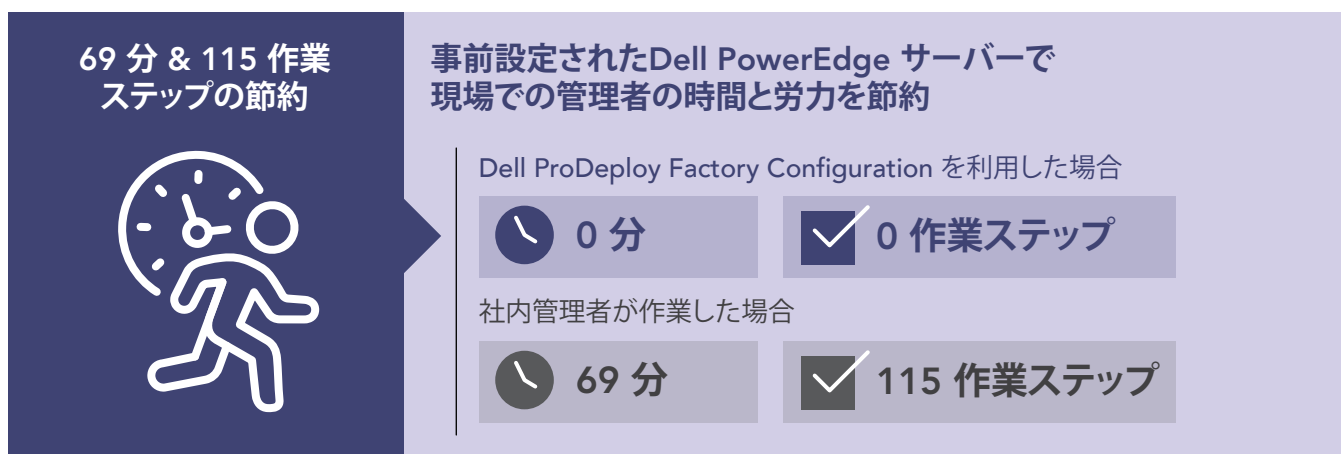 69 分 & 115 作業
ステップの節約
事前設定されたDell PowerEdge サーバーで
現場での管理者の時間と労力を節約
Dell ProDeploy Factory Configuration を利用した場合
0 分
0 作業ステップ
社内管理者が作業した場合
69 分
115 作業ステップ